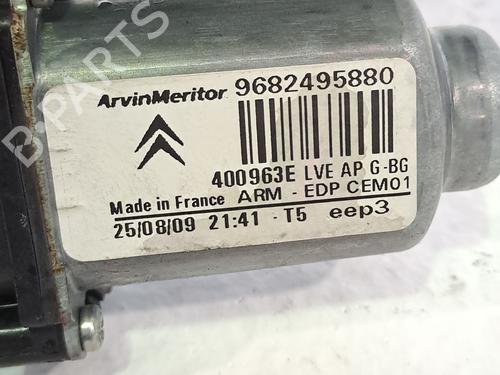 B-PARTS
ArvinMeritor 9682495880
400963E LVE AP G-BG
Made in France ARM - EDP CEM01
25/08/09 21:41 - T5 eep3